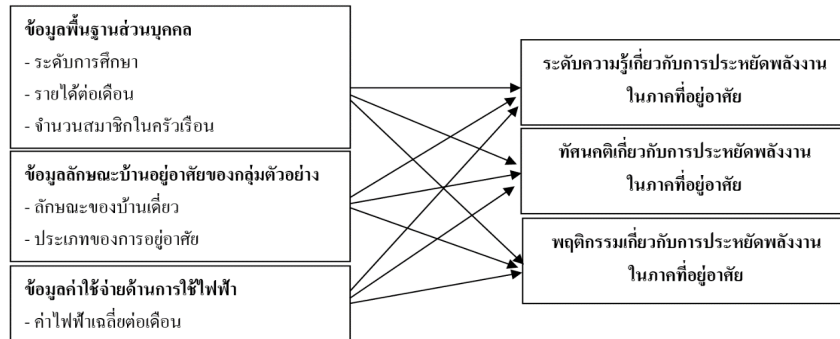 ข้อมูลพื้นฐานส่วนบุคคล
- ระดับการศึกษา
- รายได้ต่อเดือน
- จำนวนสมาชิกในครัวเรือน
ข้อมูลลักษณะบ้านอยู่อาศัยของกลุ่มตัวอย่าง
- ลักษณะของบ้านเดี่ยว
- ประเภทของการอยู่อาศัย
ข้อมูลค่าใช้จ่ายด้านการใช้ไฟฟ้า
- ค่าไฟฟ้าเฉลี่ยต่อเดือน
ระดับความรู้เกี่ยวกับการประหยัดพลังงาน
ในภาคที่อยู่อาศัย
ทัศนคติเกี่ยวกับการประหยัดพลังงาน
ในภาคที่อยู่อาศัย
พฤติกรรมเกี่ยวกับการประหยัดพลังงาน
ในภาคที่อยู่อาศัย